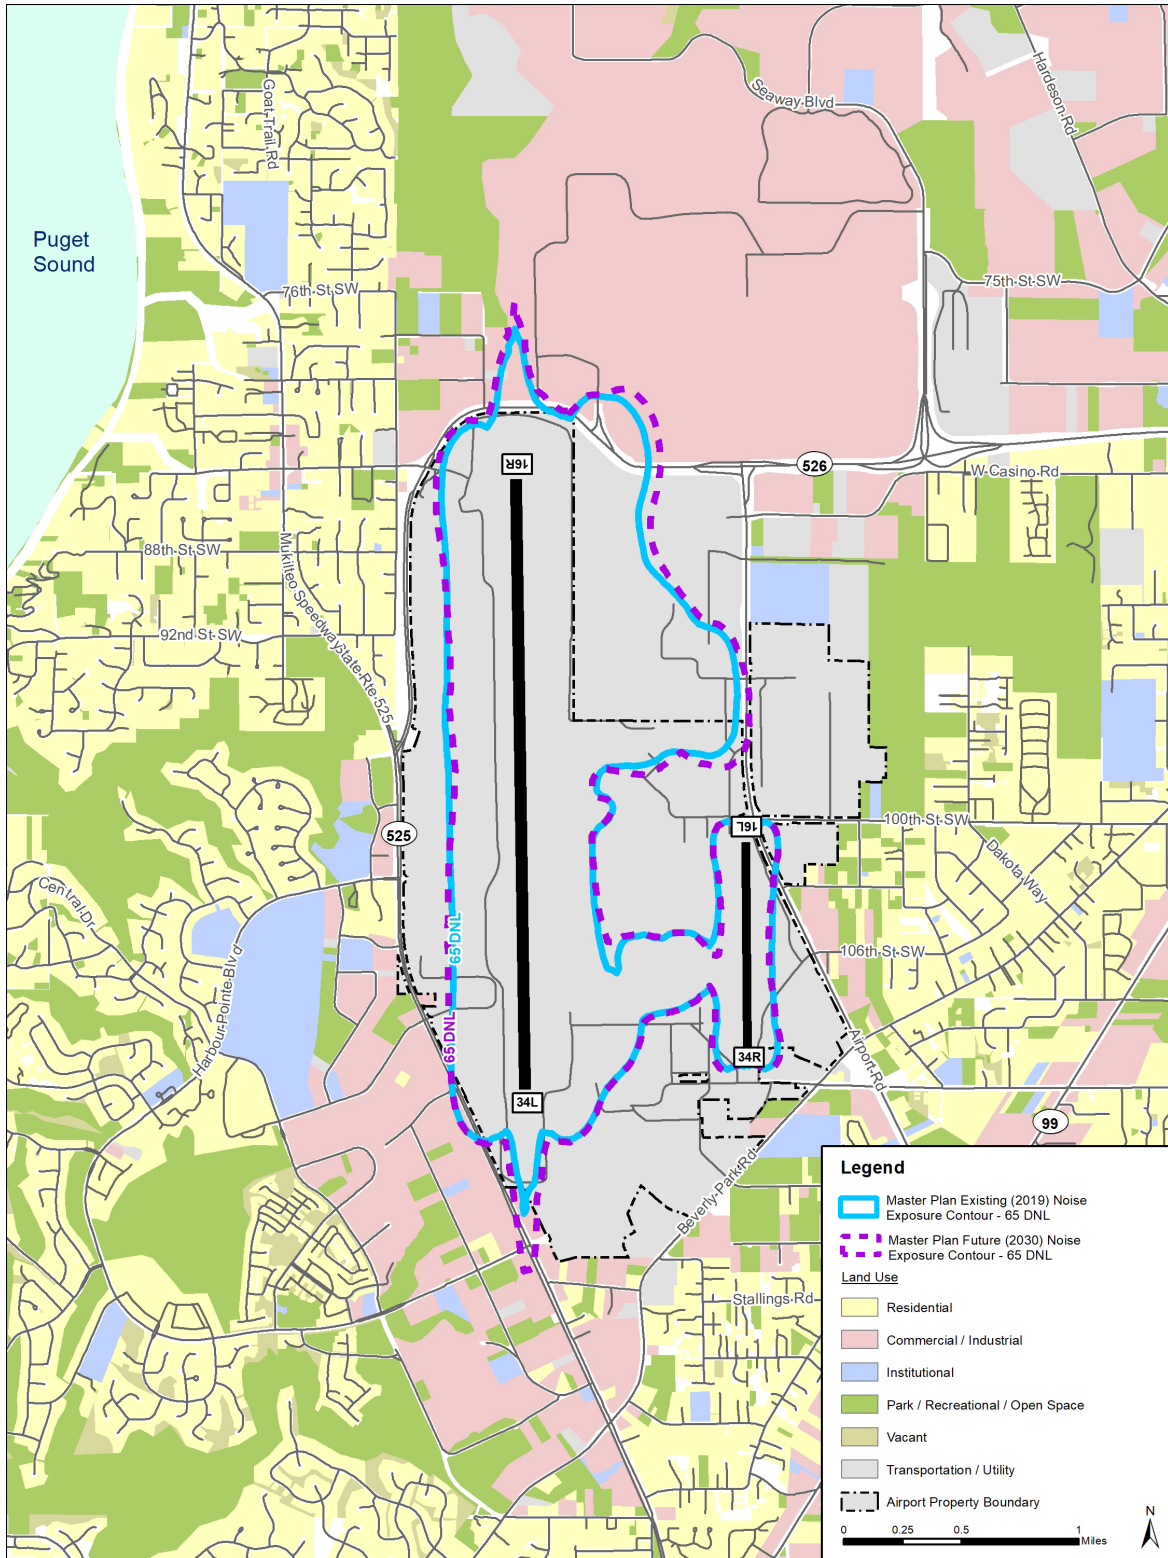 Seaway Blvd
Hardeson Rd
Goat Trail Rd
Puget
Sound
76th St SW
75th St SW
16R
526
W Casino Rd
88th St SW
Mukilteo Speedway
State Rte 525
92nd St SW
16L
100th St SW
525
Dakota Way
Central Dr
65 DNL
106th St SW
Harbour Pointe Blvd
65 DNL
34R
Airport Rd
34L
99
Beverly Park Rd
Stallings Rd
Legend
Master Plan Existing (2019) Noise
Exposure Contour - 65 DNL
Master Plan Future (2030) Noise
Exposure Contour - 65 DNL
Land Use
Residential
Commercial / Industrial
Institutional
Park / Recreational / Open Space
Vacant
Transportation / Utility
Airport Property Boundary
N
0 0.25 0.5 1
Miles